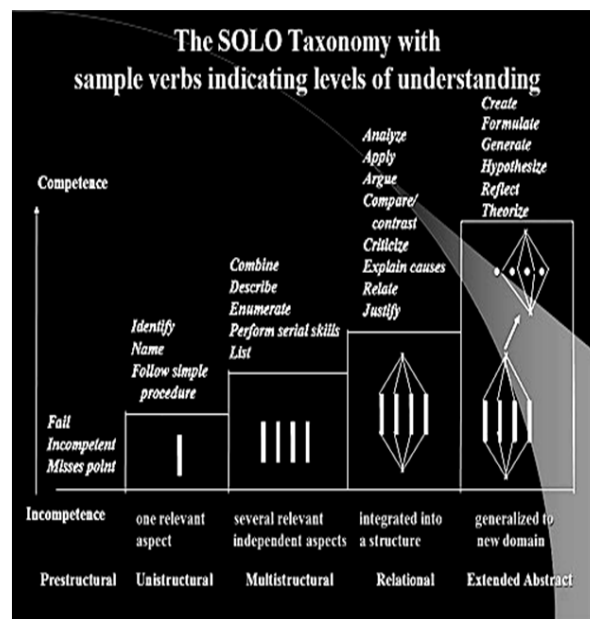 The SOLO Taxonomy with
sample verbs indicating levels of understanding
Competence
Fail
Incompetent
Misses point
Identify
Name
Follow simple
procedure
Combine
Describe
Enumerate
Perform serial skills
List
Analyze
Apply
Argue
Compare/
contrast
Criticize
Explain causes
Relate
Justify
Create
Formulate
Generate
Hypothesize
Reflect
Theorize
Incompetence
one relevant
aspect
several relevant
independent aspects
integrated into
a structure
generalized to
new domain
Prestructural
Unistructural
Multistructural
Relational
Extended Abstract